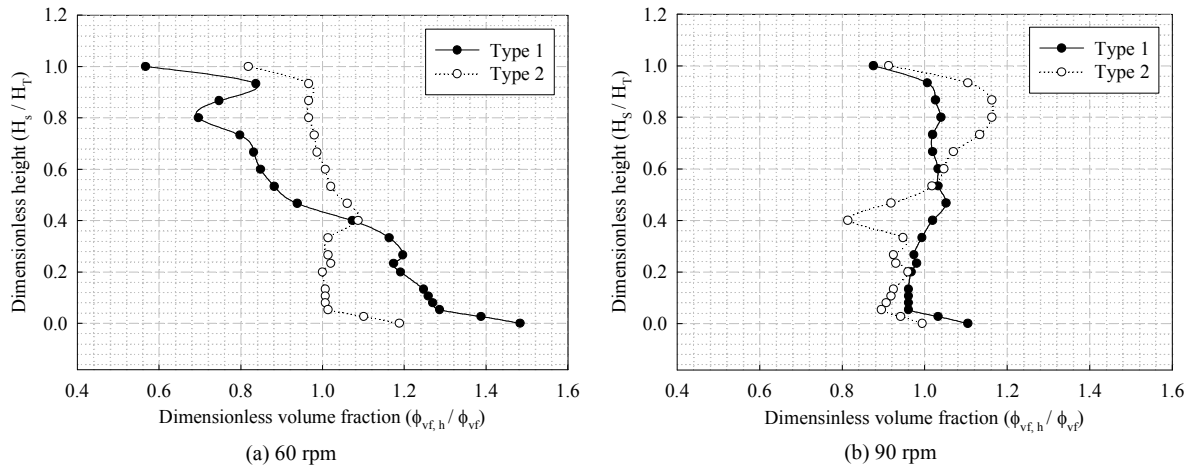 1.2
1.0
0.8
0.6
0.4
0.2
0.0
Dimensionless height (H_s / H_T)
Type 1
Type 2
0.4 0.6 0.8 1.0 1.2 1.4 1.6
Dimensionless volume fraction (ϕ_vf, h / ϕ_vf)
(a) 60 rpm
1.2
1.0
0.8
0.6
0.4
0.2
0.0
Dimensionless height (H_S / H_T)
Type 1
Type 2
0.4 0.6 0.8 1.0 1.2 1.4 1.6
Dimensinless volume fraction (ϕ_vf, h / ϕ_vf)
(b) 90 rpm